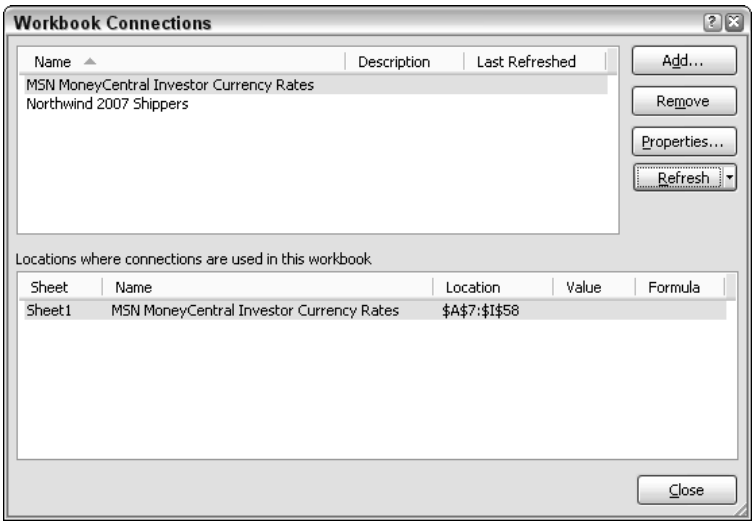 Workbook Connections
Name Description Last Refreshed
MSN MoneyCentral Investor Currency Rates
Northwind 2007 Shippers
Add...
Remove
Properties...
Refresh
Locations where connections are used in this workbook
Sheet Name Location Value Formula
Sheet1 MSN MoneyCentral Investor Currency Rates $A$7:$I$58
Close